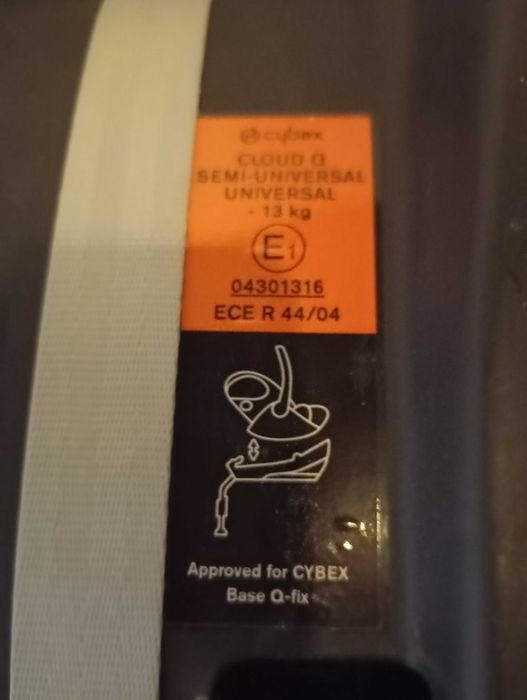 cybex
CLOUD Q
SEMI-UNIVERSAL
UNIVERSAL
- 13 kg
E1
04301316
ECE R 44/04
Approved for CYBEX
Base Q-fix